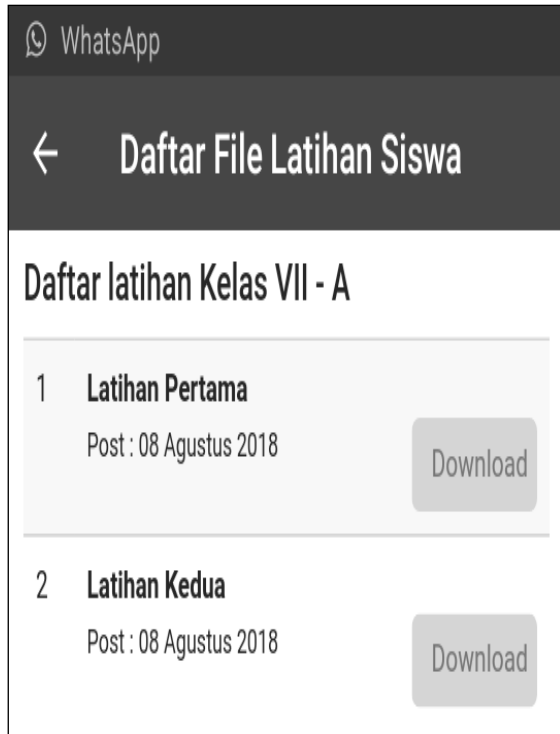 WhatsApp
Daftar File Latihan Siswa
Daftar latihan Kelas VII - A
1 Latihan Pertama
Post : 08 Agustus 2018
Download
2 Latihan Kedua
Post : 08 Agustus 2018
Download